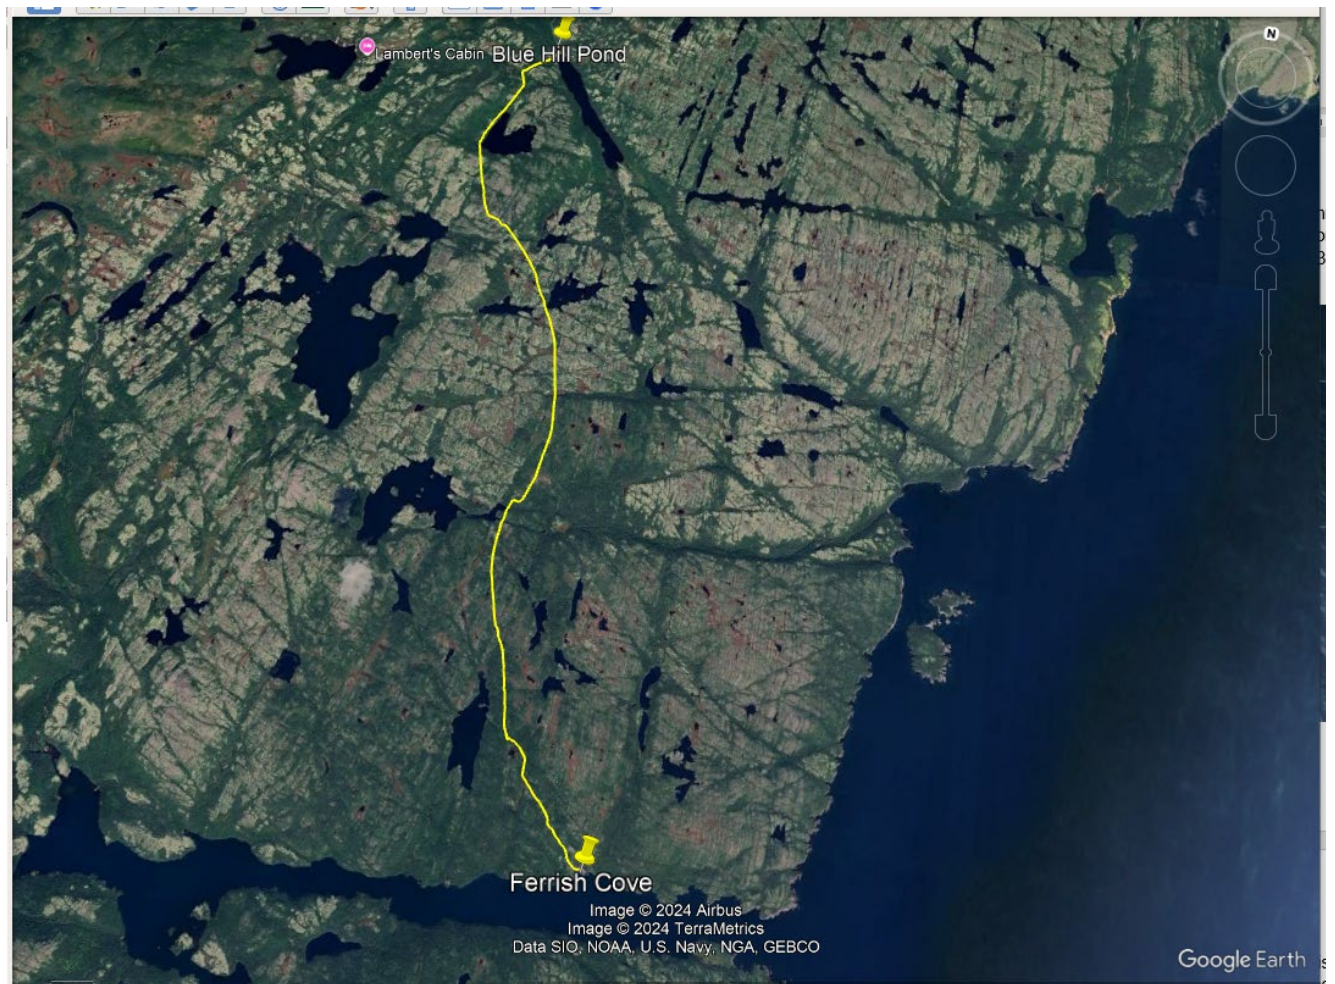 N
Lambert's Cabin
Blue Hill Pond
Ferrish Cove
Image © 2024 Airbus
Image © 2024 TerraMetrics
Data SIO, NOAA, U.S. Navy, NGA, GEBCO
Google Earth